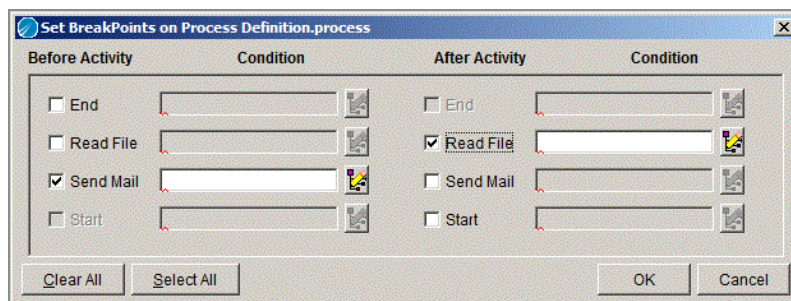 Set BreakPoints on Process Definition.process
Before Activity Condition After Activity Condition
End End
Read File Read File
Send Mail Send Mail
Start Start
Clear All Select All OK Cancel